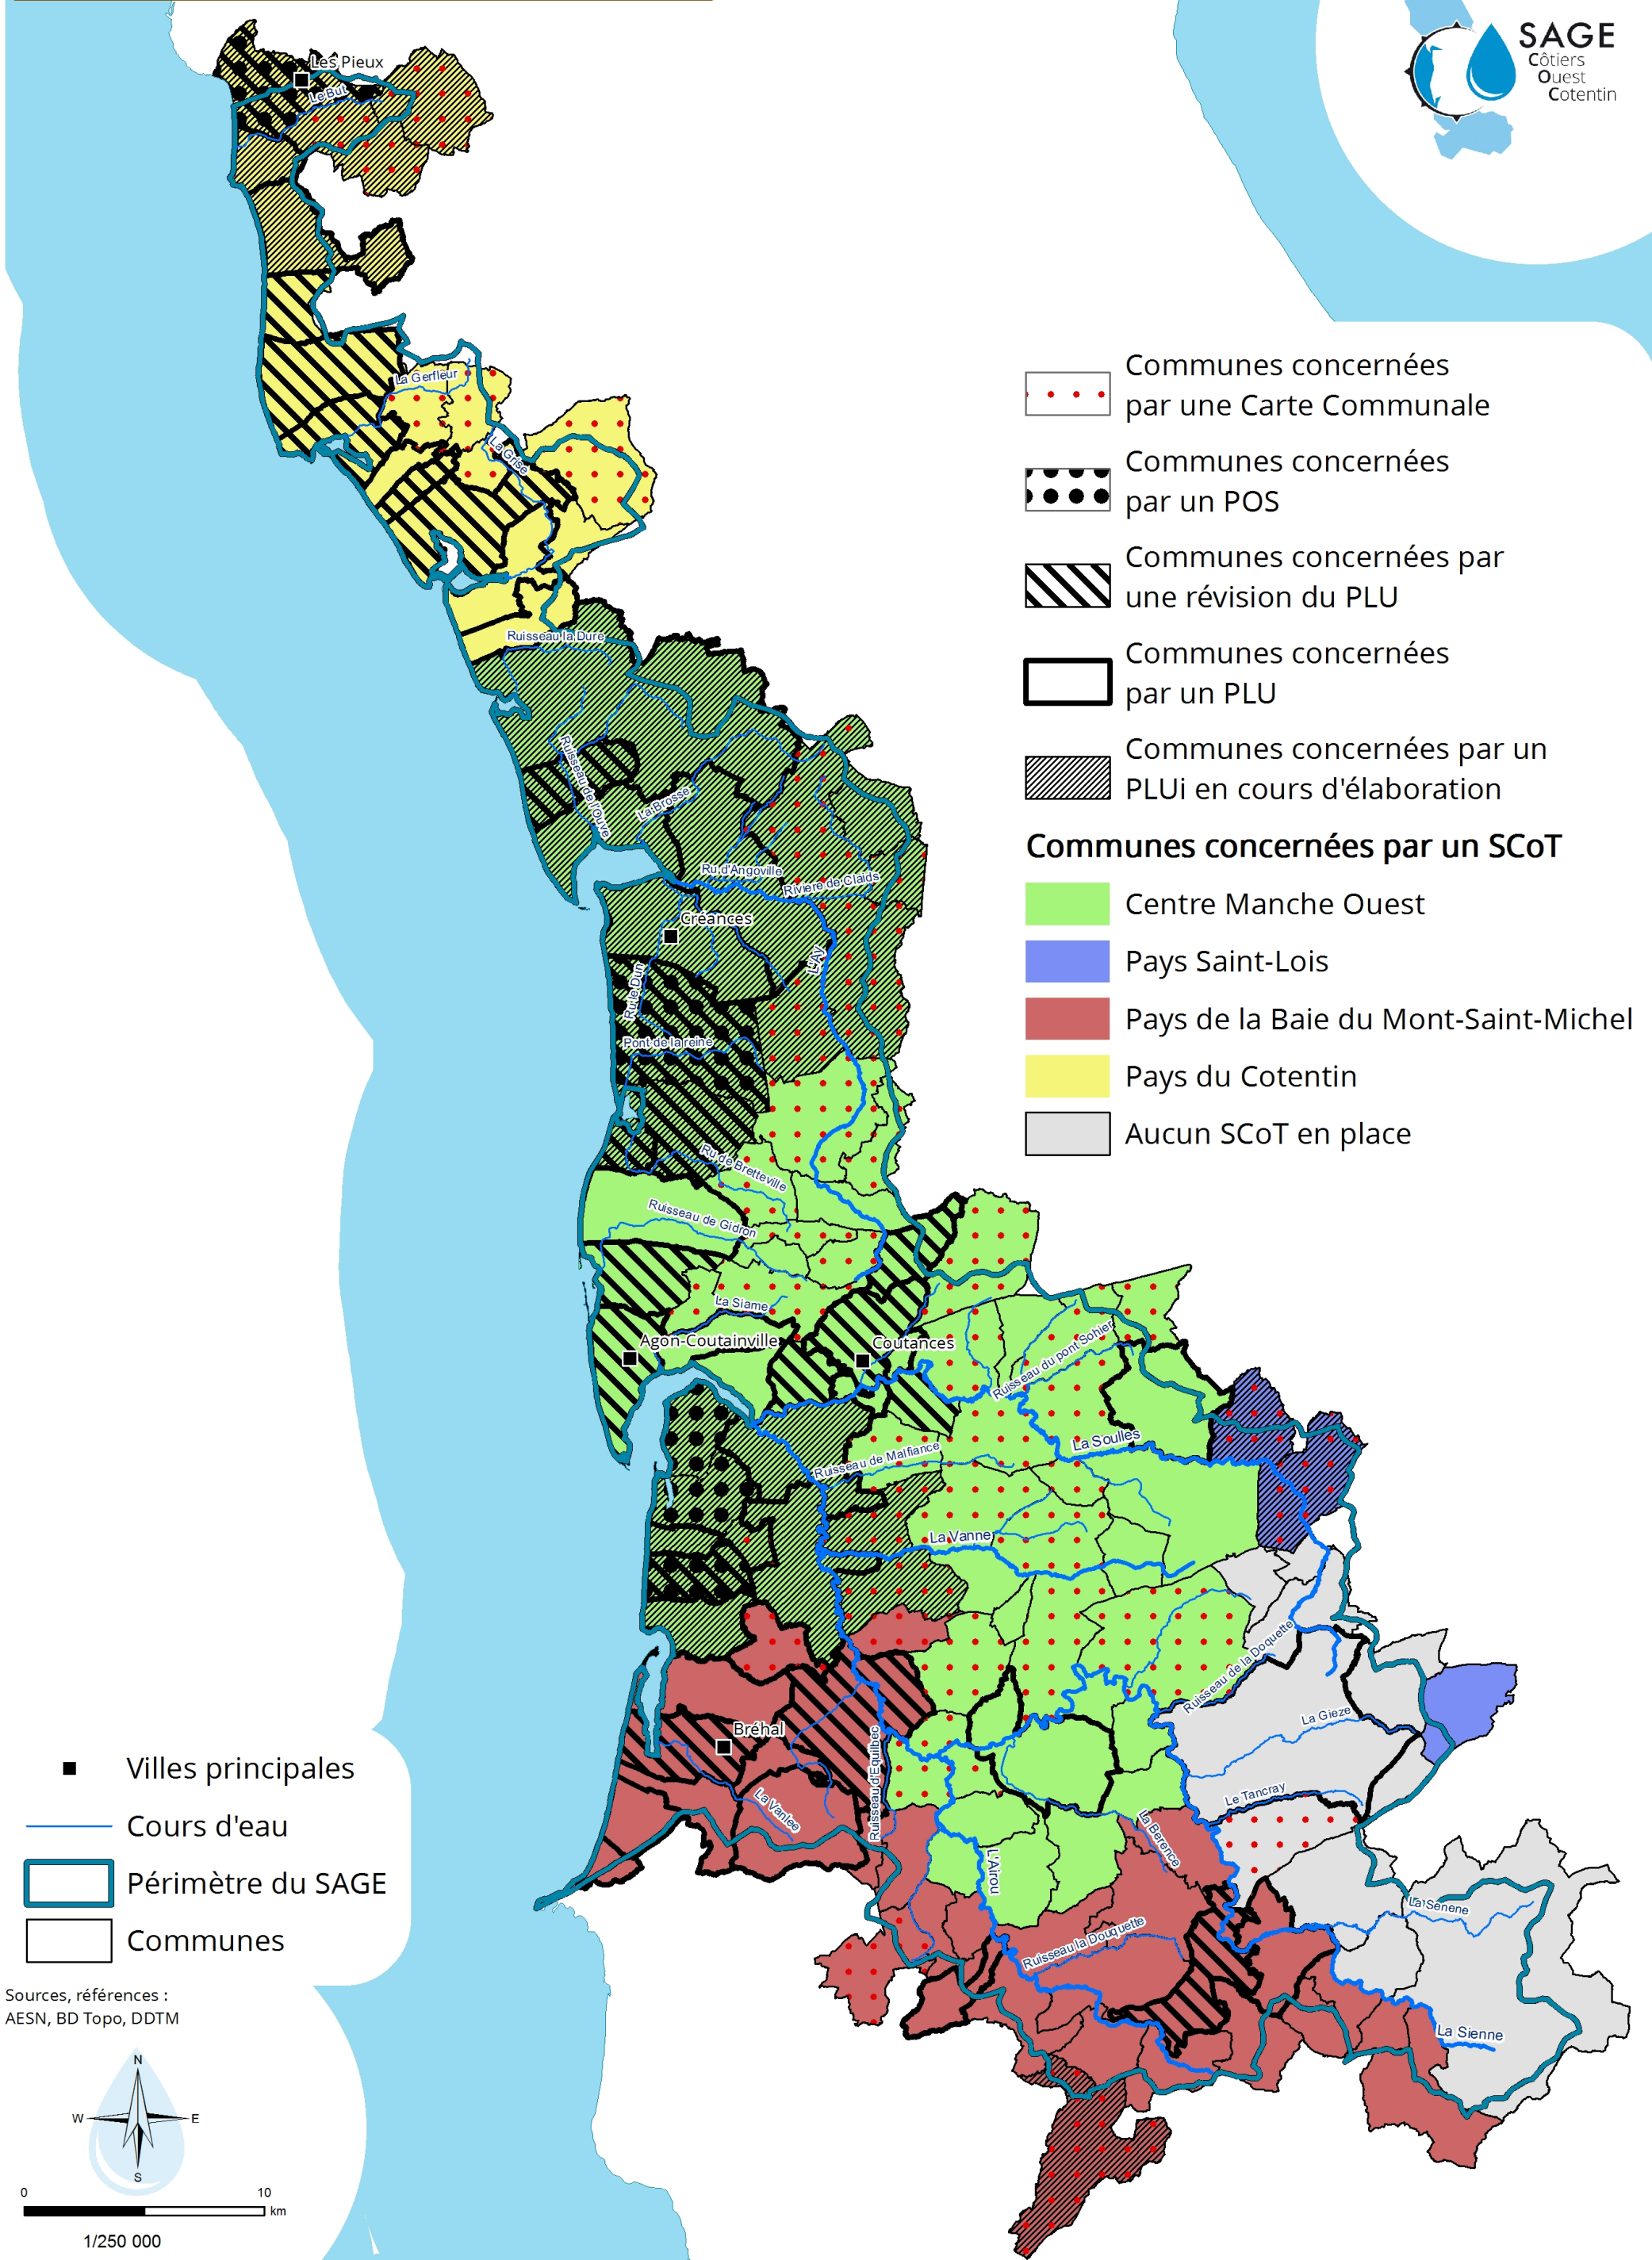 SAGE
Côtiers
Ouest
Cotentin
Les Pieux
Le But
La Gerfleur
La Grise
Ruisseau la Dure
Ruisseau de l'Ouve
La Brosse
Ru d'Angoville
Riviere de Claids
Créances
L'Ay
Ru le Dun
Pont de la reine
Ru de Bretteville
Ruisseau de Gidron
La Siame
Agon-Coutainville
Coutances
Ruisseau du pont Sohier
La Soulles
Ruisseau de Malfiance
La Vanne
Ruisseau de la Doquette
La Gieze
Bréhal
Ruisseau d'Equilbec
La Vanlee
Le Tancray
La Berence
L'Airou
La Senene
Ruisseau la Douquette
La Sienne
Communes concernées
par une Carte Communale
Communes concernées
par un POS
Communes concernées par
une révision du PLU
Communes concernées
par un PLU
Communes concernées par un
PLUi en cours d'élaboration
Communes concernées par un SCoT
Centre Manche Ouest
Pays Saint-Lois
Pays de la Baie du Mont-Saint-Michel
Pays du Cotentin
Aucun SCoT en place
Villes principales
Cours d'eau
Périmètre du SAGE
Communes
Sources, références :
AESN, BD Topo, DDTM
N
W E
S
0 10
km
1/250 000